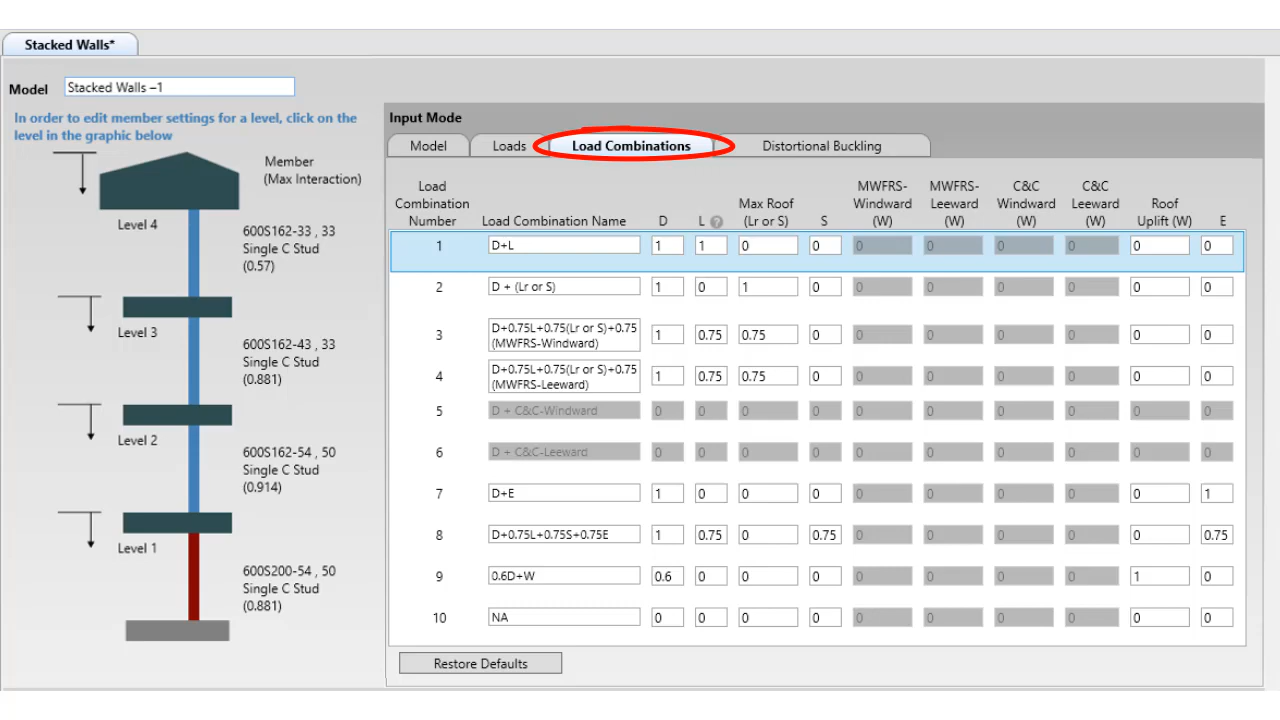 Stacked Walls*
Model
Stacked Walls –1
In order to edit member settings for a level, click on the
level in the graphic below
Member
(Max Interaction)
Level 4
600S162-33 , 33
Single C Stud
(0.57)
Level 3
600S162-43 , 33
Single C Stud
(0.881)
Level 2
600S162-54 , 50
Single C Stud
(0.914)
Level 1
600S200-54 , 50
Single C Stud
(0.881)
Input Mode
Model Loads Load Combinations Distortional Buckling
Load
Combination
Number
Load Combination Name
D
L ?
Max Roof
(Lr or S)
S
MWFRS-
Windward
(W)
MWFRS-
Leeward
(W)
C&C
Windward
(W)
C&C
Leeward
(W)
Roof
Uplift (W)
E
1 D+L 1 1 0 0 0 0 0 0 0 0
2 D + (Lr or S) 1 0 1 0 0 0 0 0 0 0
3 D+0.75L+0.75(Lr or S)+0.75
(MWFRS-Windward)
1 0.75 0.75 0 0 0 0 0 0 0
4 D+0.75L+0.75(Lr or S)+0.75
(MWFRS-Leeward)
1 0.75 0.75 0 0 0 0 0 0 0
5 D + C&C-Windward 0 0 0 0 0 0 0 0 0 0
6 D + C&C-Leeward 0 0 0 0 0 0 0 0 0 0
7 D+E 1 0 0 0 0 0 0 0 0 1
8 D+0.75L+0.75S+0.75E 1 0.75 0 0.75 0 0 0 0 0 0.75
9 0.6D+W 0.6 0 0 0 0 0 0 0 1 0
10 NA 0 0 0 0 0 0 0 0 0 0
Restore Defaults